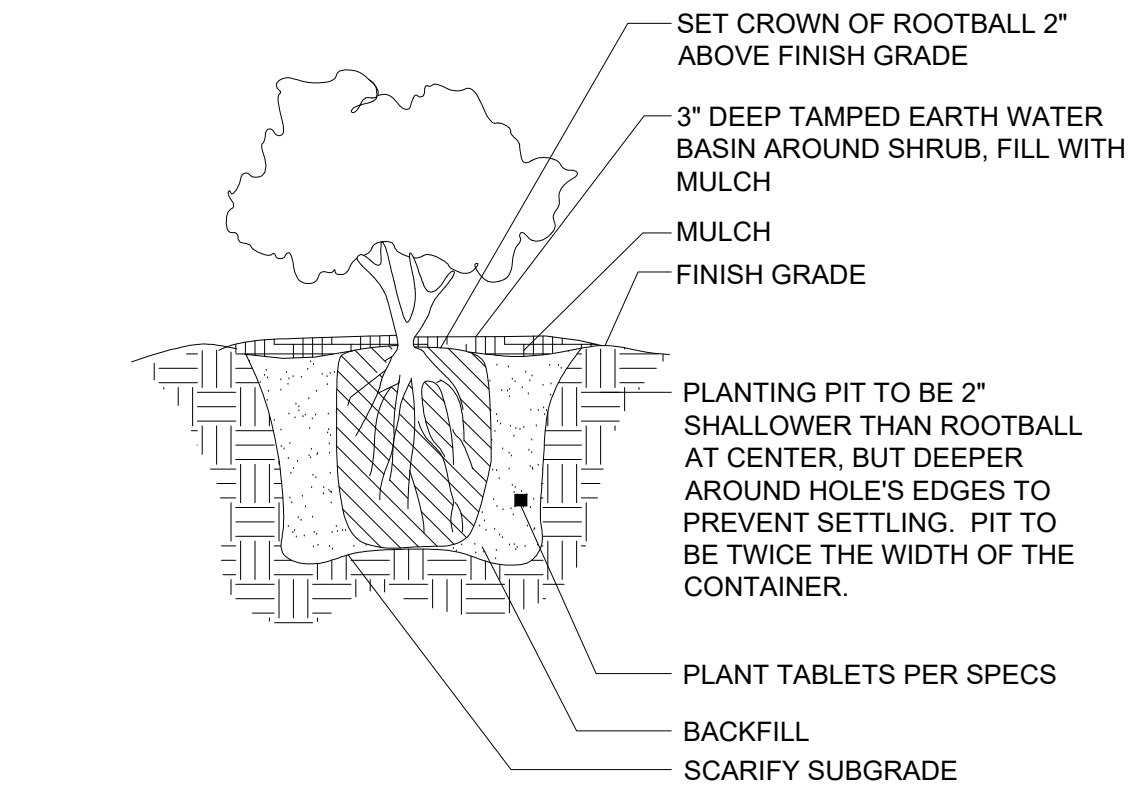 SET CROWN OF ROOTBALL 2"
ABOVE FINISH GRADE
3" DEEP TAMPED EARTH WATER
BASIN AROUND SHRUB, FILL WITH
MULCH
MULCH
FINISH GRADE
PLANTING PIT TO BE 2"
SHALLOWER THAN ROOTBALL
AT CENTER, BUT DEEPER
AROUND HOLE'S EDGES TO
PREVENT SETTLING. PIT TO
BE TWICE THE WIDTH OF THE
CONTAINER.
PLANT TABLETS PER SPECS
BACKFILL
SCARIFY SUBGRADE